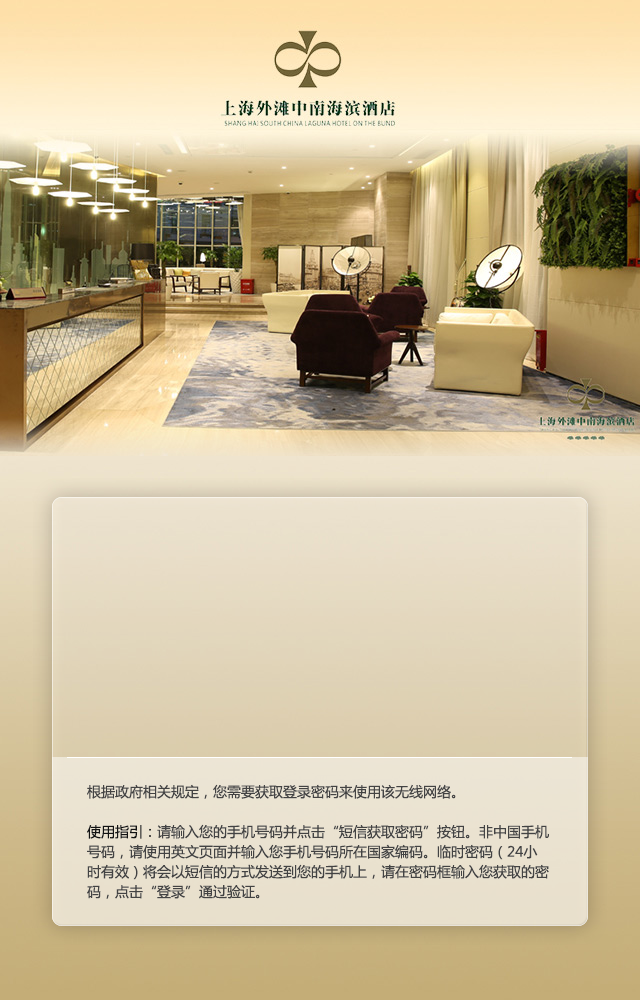 上海外滩中南海滨酒店
SHANG HAI SOUTH CHINA LAGUNA HOTEL ON THE BUND
上海外滩中南海滨酒店
根据政府相关规定，您需要获取登录密码来使用该无线网络。
使用指引：请输入您的手机号码并点击“短信获取密码”按钮。非中国手机
号码，请使用英文页面并输入您手机号码所在国家编码。临时密码（24小
时有效）将会以短信的方式发送到您的手机上，请在密码框输入您获取的密
码，点击“登录”通过验证。